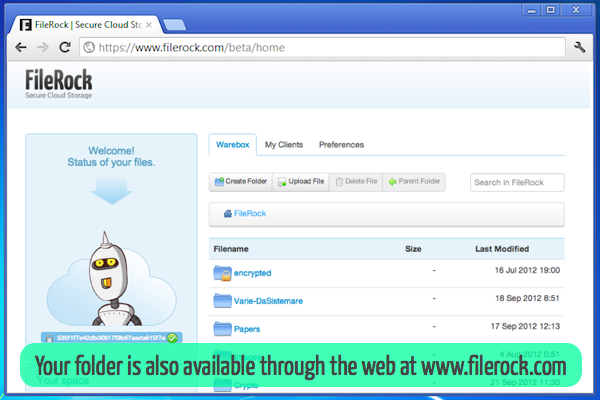 FileRock | Secure Cloud Sto
https://www.filerock.com/beta/home
FileRock
Secure Cloud Storage
Welcome!
Status of your files.
Warebox My Clients Preferences
Create Folder Upload File Delete File Parent Folder Search in FileRock
FileRock
Filename Size Last Modified
encrypted - 16 Jul 2012 19:00
Varie-DaSistemare - 18 Sep 2012 8:51
Papers - 17 Sep 2012 12:13
4 Aug 2012 0:51
Your folder is also available through the web at www.filerock.com
Your space
Crypto - 21 Sep 2012 11:30